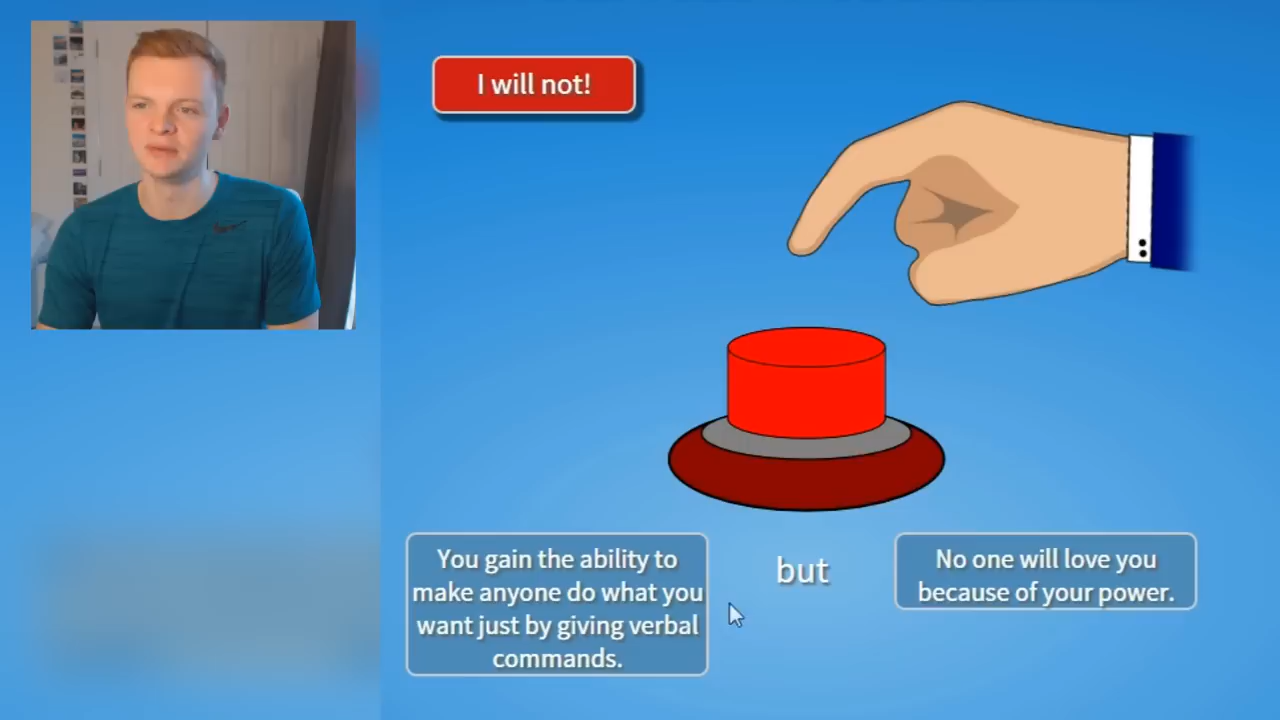 I will not!
You gain the ability to
make anyone do what you
want just by giving verbal
commands.
but
No one will love you
because of your power.